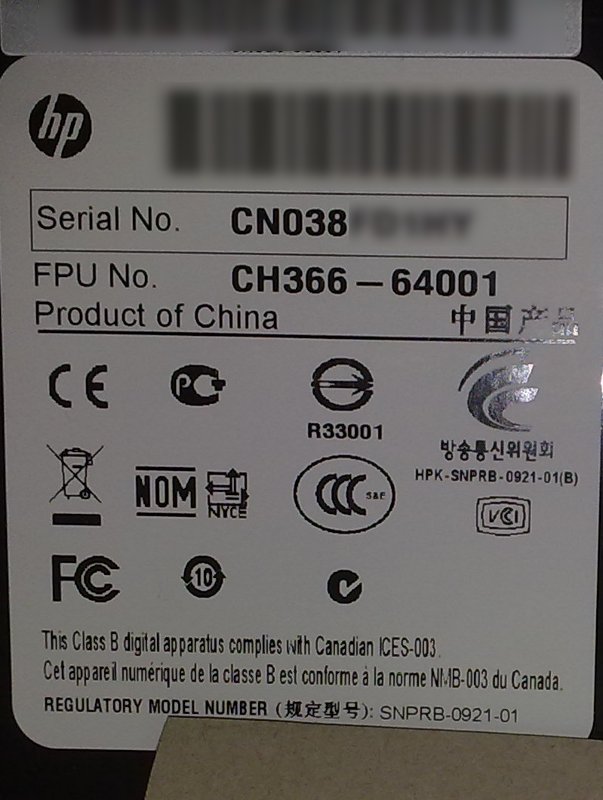 hp
Serial No. CN038
FPU No. CH366-64001
Product of China 中国产品
CE PC
R33001
방송통신위원회
HPK-SNPRB-0921-01(B)
NOM NYCE CCC S&E VCI
FC 10
This Class B digital apparatus complies with Canadian ICES-003.
Cet appareil numérique de la classe B est conforme à la norme NMB-003 du Canada.
REGULATORY MODEL NUMBER (规定型号): SNPRB-0921-01